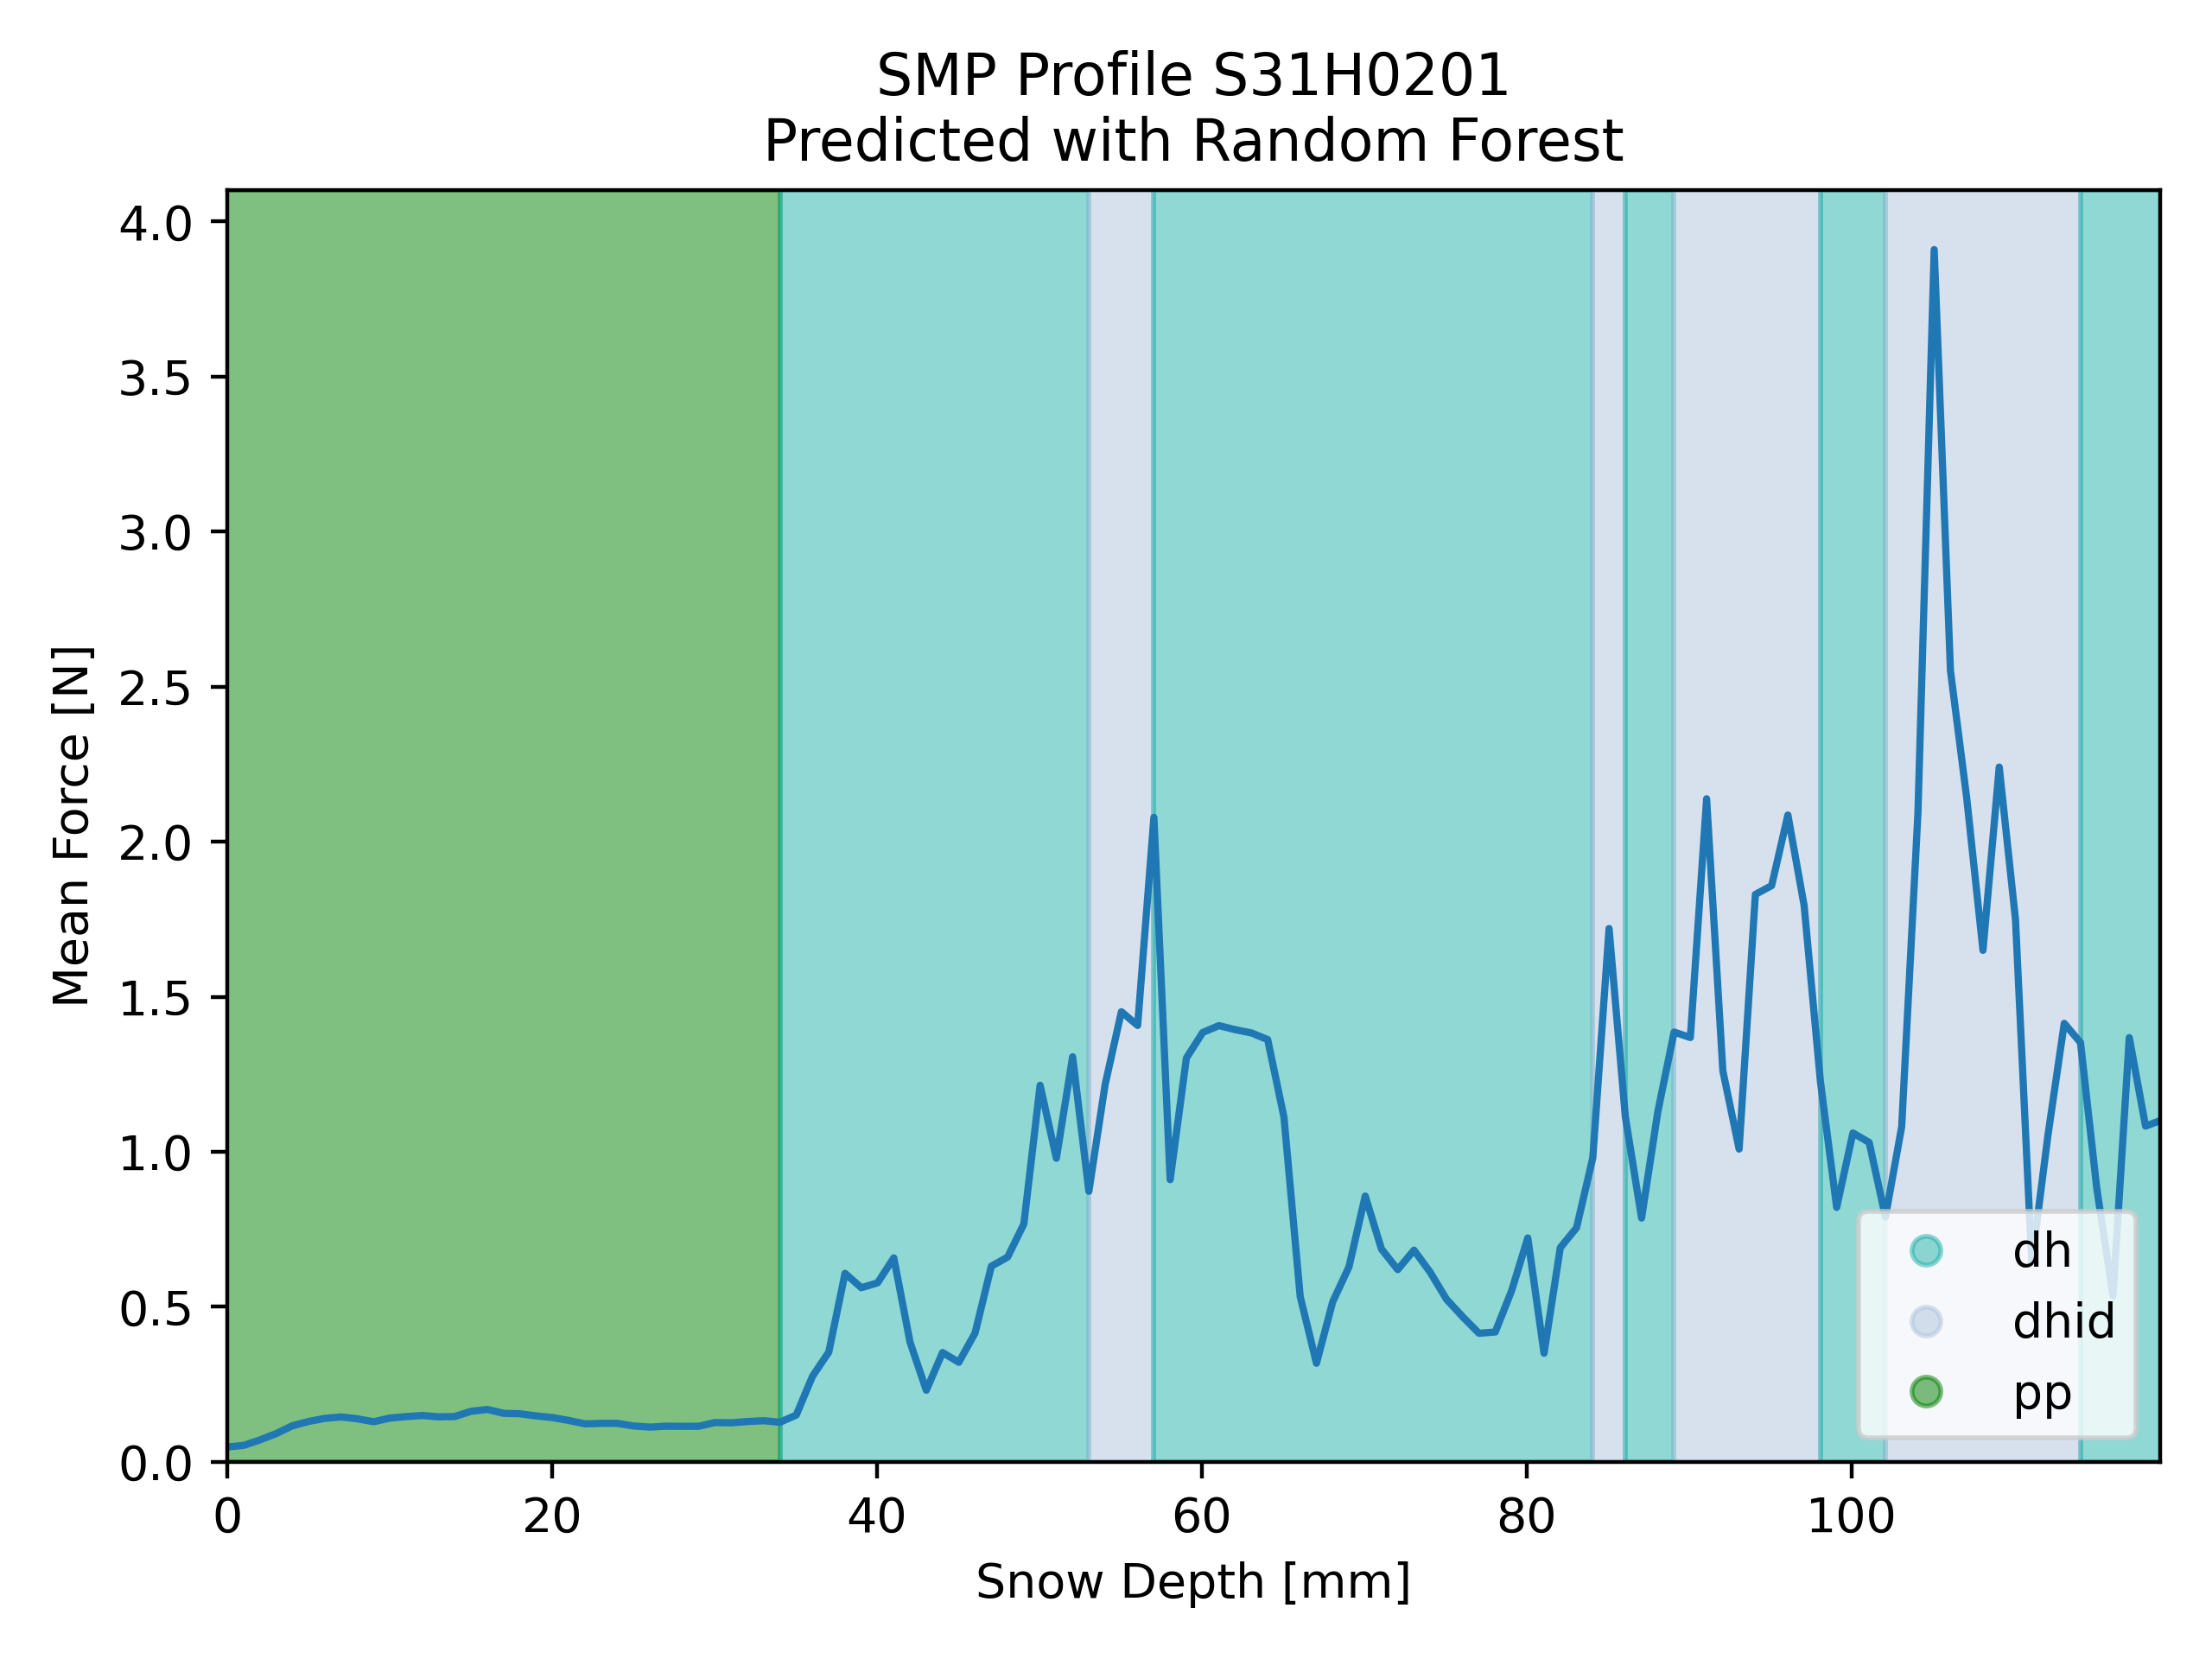 SMP Profile S31H0201
Predicted with Random Forest
Mean Force [N]
4.0
3.5
3.0
2.5
2.0
1.5
1.0
0.5
0.0
dh
dhid
pp
0 20 40 60 80 100
Snow Depth [mm]